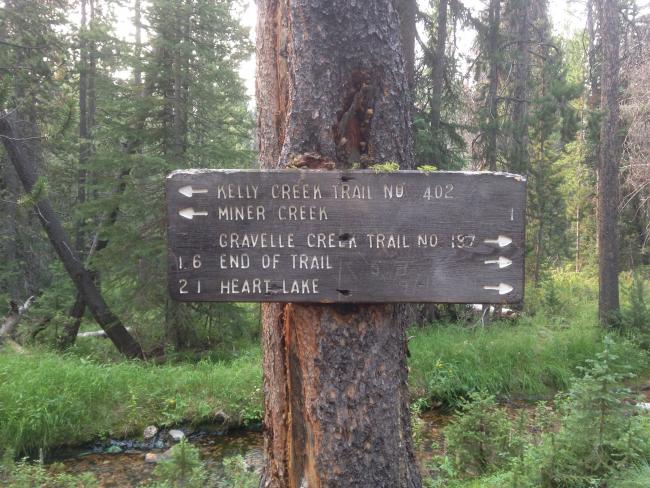 KELLY CREEK TRAIL NO 402
MINER CREEK 1
GRAVELLE CREEK TRAIL NO 197
1.6 END OF TRAIL
2.1 HEART LAKE